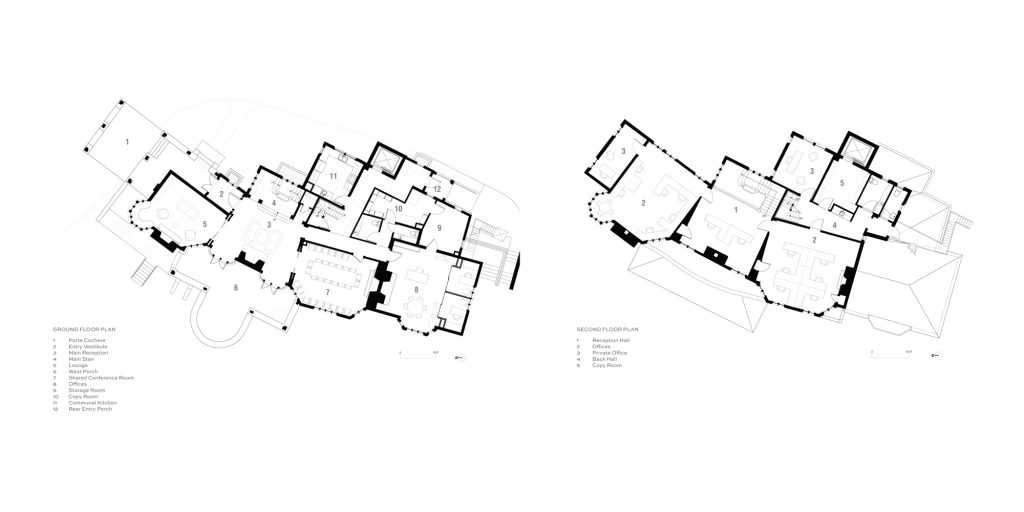 1
2
3
4
5
6
7
8
9
10
11
12
GROUND FLOOR PLAN
1 Porte Cochere
2 Entry Vestibule
3 Main Reception
4 Main Stair
5 Lounge
6 West Porch
7 Shared Conference Room
8 Offices
9 Storage Room
10 Copy Room
11 Communal Kitchen
12 Rear Entry Porch
1
2
2
3
3
4
5
SECOND FLOOR PLAN
1 Reception Hall
2 Offices
3 Private Office
4 Back Hall
5 Copy Room